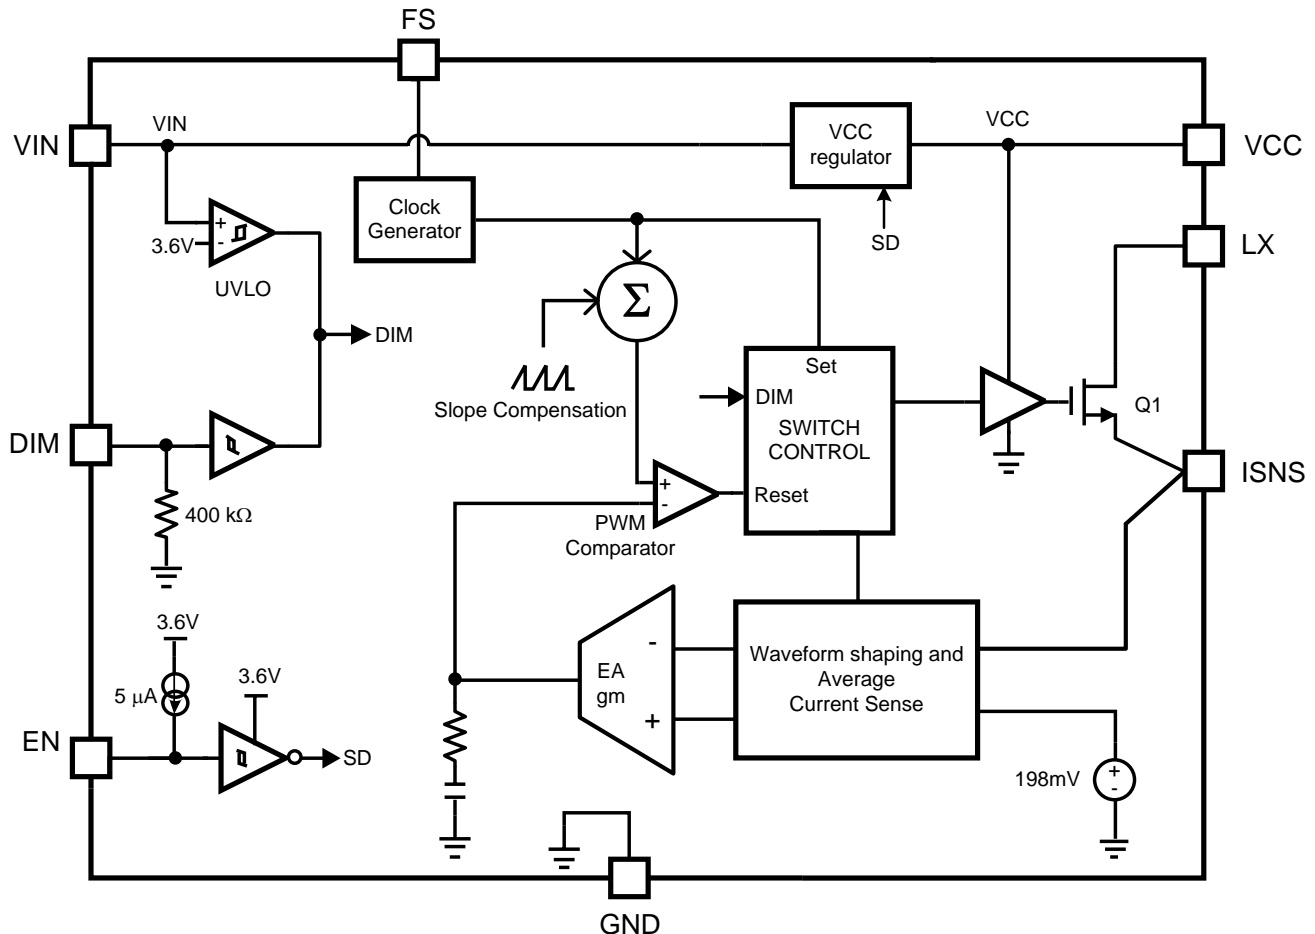 FS
VIN
VIN
VCC
regulator
VCC
VCC
Clock
Generator
+
3.6V
-
UVLO
SD
LX
Σ
DIM
Set
Slope Compensation
DIM
Q1
DIM
SWITCH
CONTROL
ISNS
+
-
Reset
400 kΩ
PWM
Comparator
3.6V
-
Waveform shaping and
Average
Current Sense
EA
gm
3.6V
5 μA
+
EN
SD
198mV
+
-
GND